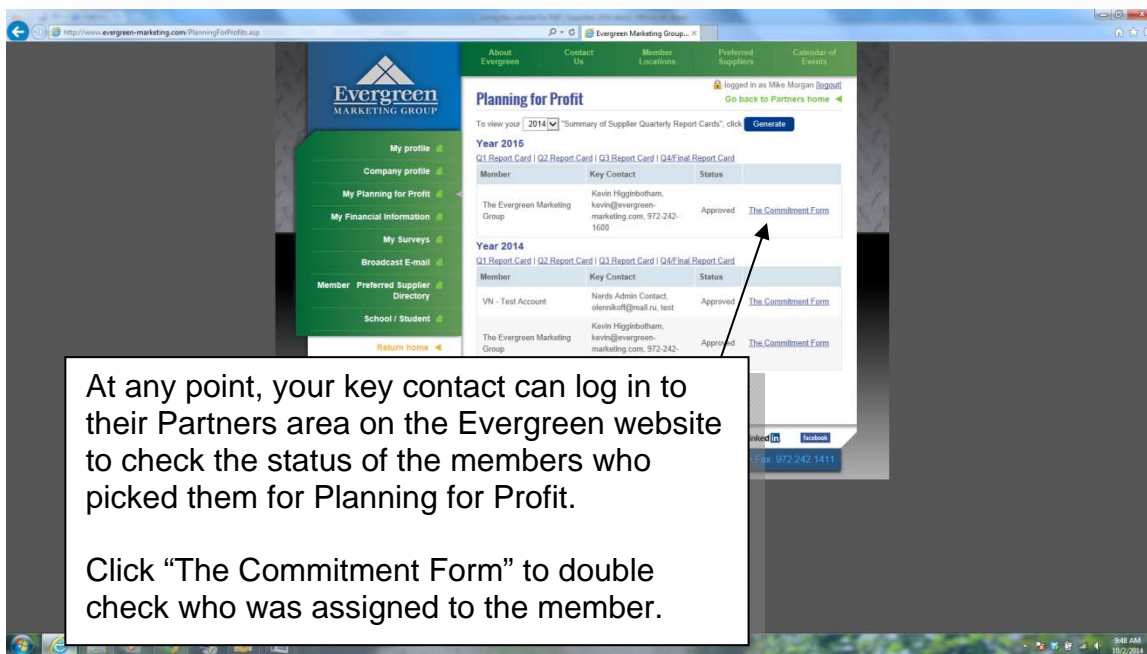 http://www.evergreen-marketing.com/PlanningForProfits.asp
Evergreen Marketing Group...
About Evergreen
Contact Us
Member Locations
Preferred Suppliers
Calendar of Events
Evergreen
MARKETING GROUP
logged in as Mike Morgan [logout]
Go back to Partners home
Planning for Profit
To view your 2014 "Summary of Supplier Quarterly Report Cards", click Generate
My profile
Company profile
My Planning for Profit
My Financial Information
My Surveys
Broadcast E-mail
Member Preferred Supplier
Directory
School / Student
Return home
Year 2015
Q1 Report Card | Q2 Report Card | Q3 Report Card | Q4/Final Report Card
Member Key Contact Status
The Evergreen Marketing Group
Kevin Higginbotham,
kevin@evergreen-
marketing.com, 972-242-
1600
Approved
The Commitment Form
Year 2014
Q1 Report Card | Q2 Report Card | Q3 Report Card | Q4/Final Report Card
Member Key Contact Status
VN - Test Account
Nerds Admin Contact,
olennikoff@mail.ru, test
Approved
The Commitment Form
The Evergreen Marketing
Group
Kevin Higginbotham,
kevin@evergreen-
marketing.com, 972-242-
Approved
The Commitment Form
facebook
Fax: 972.242.1411
At any point, your key contact can log in to
their Partners area on the Evergreen website
to check the status of the members who
picked them for Planning for Profit.
Click “The Commitment Form” to double
check who was assigned to the member.
9:48 AM
10/2/2014